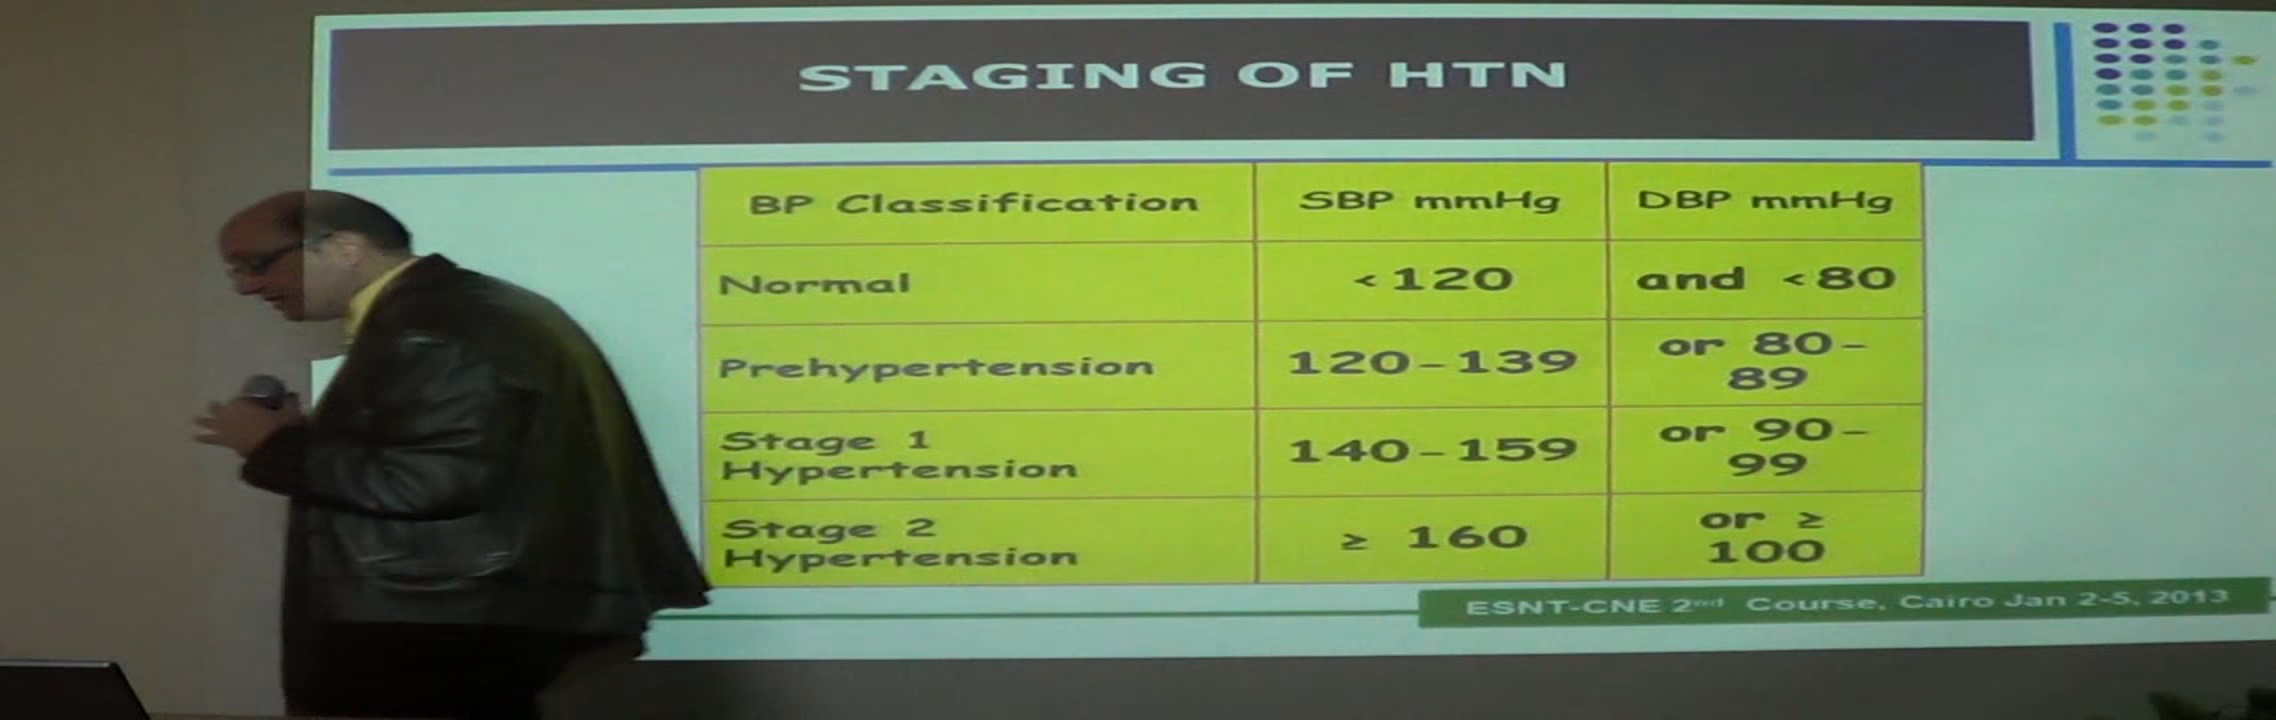 STAGING OF HTN
BP Classification SBP mmHg DBP mmHg
Normal <120 and <80
Prehypertension 120-139 or 80-
89
Stage 1
Hypertension 140-159 or 90-
99
Stage 2
Hypertension ≥ 160 or ≥
100
ESNT-CNE 2nd Course, Cairo Jan 2-5, 2013